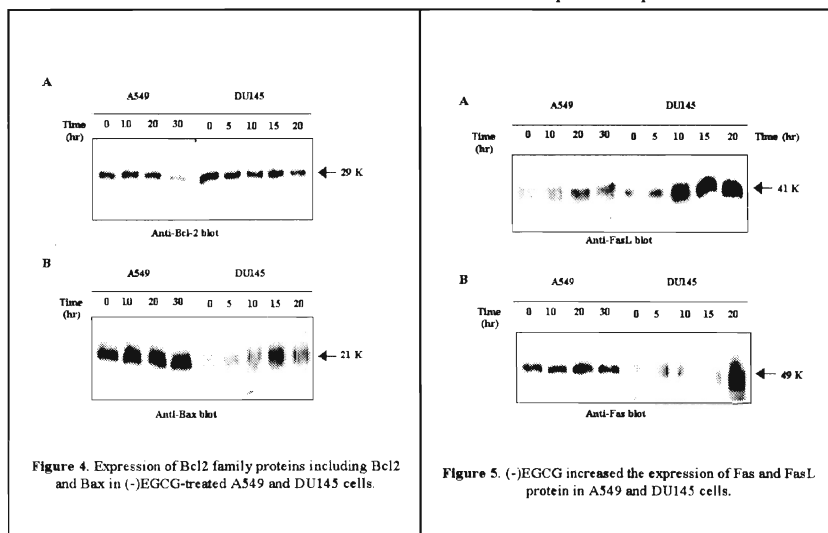 A
A549 DU145
Time (hr) 0 10 20 30 0 5 10 15 20
29 K
Anti-Bcl-2 blot
B
A549 DU145
Time (hr) 0 10 20 30 0 5 10 15 20
21 K
Anti-Bax blot
Figure 4. Expression of Bcl2 family proteins including Bcl2
and Bax in (-)EGCG-treated A549 and DU145 cells.
A
A549 DU145
Time (hr) 0 10 20 30 0 5 10 15 20 Time (hr)
41 K
Anti-FasL blot
B
A549 DU145
Time (hr) 0 10 20 30 0 5 10 15 20
49 K
Anti-Fas blot
Figure 5. (-)EGCG increased the expression of Fas and FasL
protein in A549 and DU145 cells.